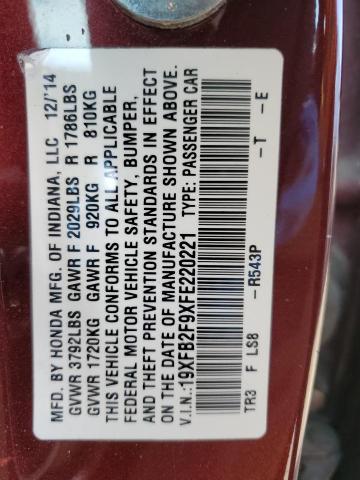 MFD. BY HONDA MFG. OF INDIANA, LLC 12/'14
GVWR 3792LBS GAWR F 2029LBS R 1786LBS
GVWR 1720KG GAWR F 920KG R 810KG
THIS VEHICLE CONFORMS TO ALL APPLICABLE
FEDERAL MOTOR VEHICLE SAFETY, BUMPER,
AND THEFT PREVENTION STANDARDS IN EFFECT
ON THE DATE OF MANUFACTURE SHOWN ABOVE.
V.I.N.: 19XFB2F9XFE220221 TYPE: PASSENGER CAR
TR3 F LS8 -R543P -T -E